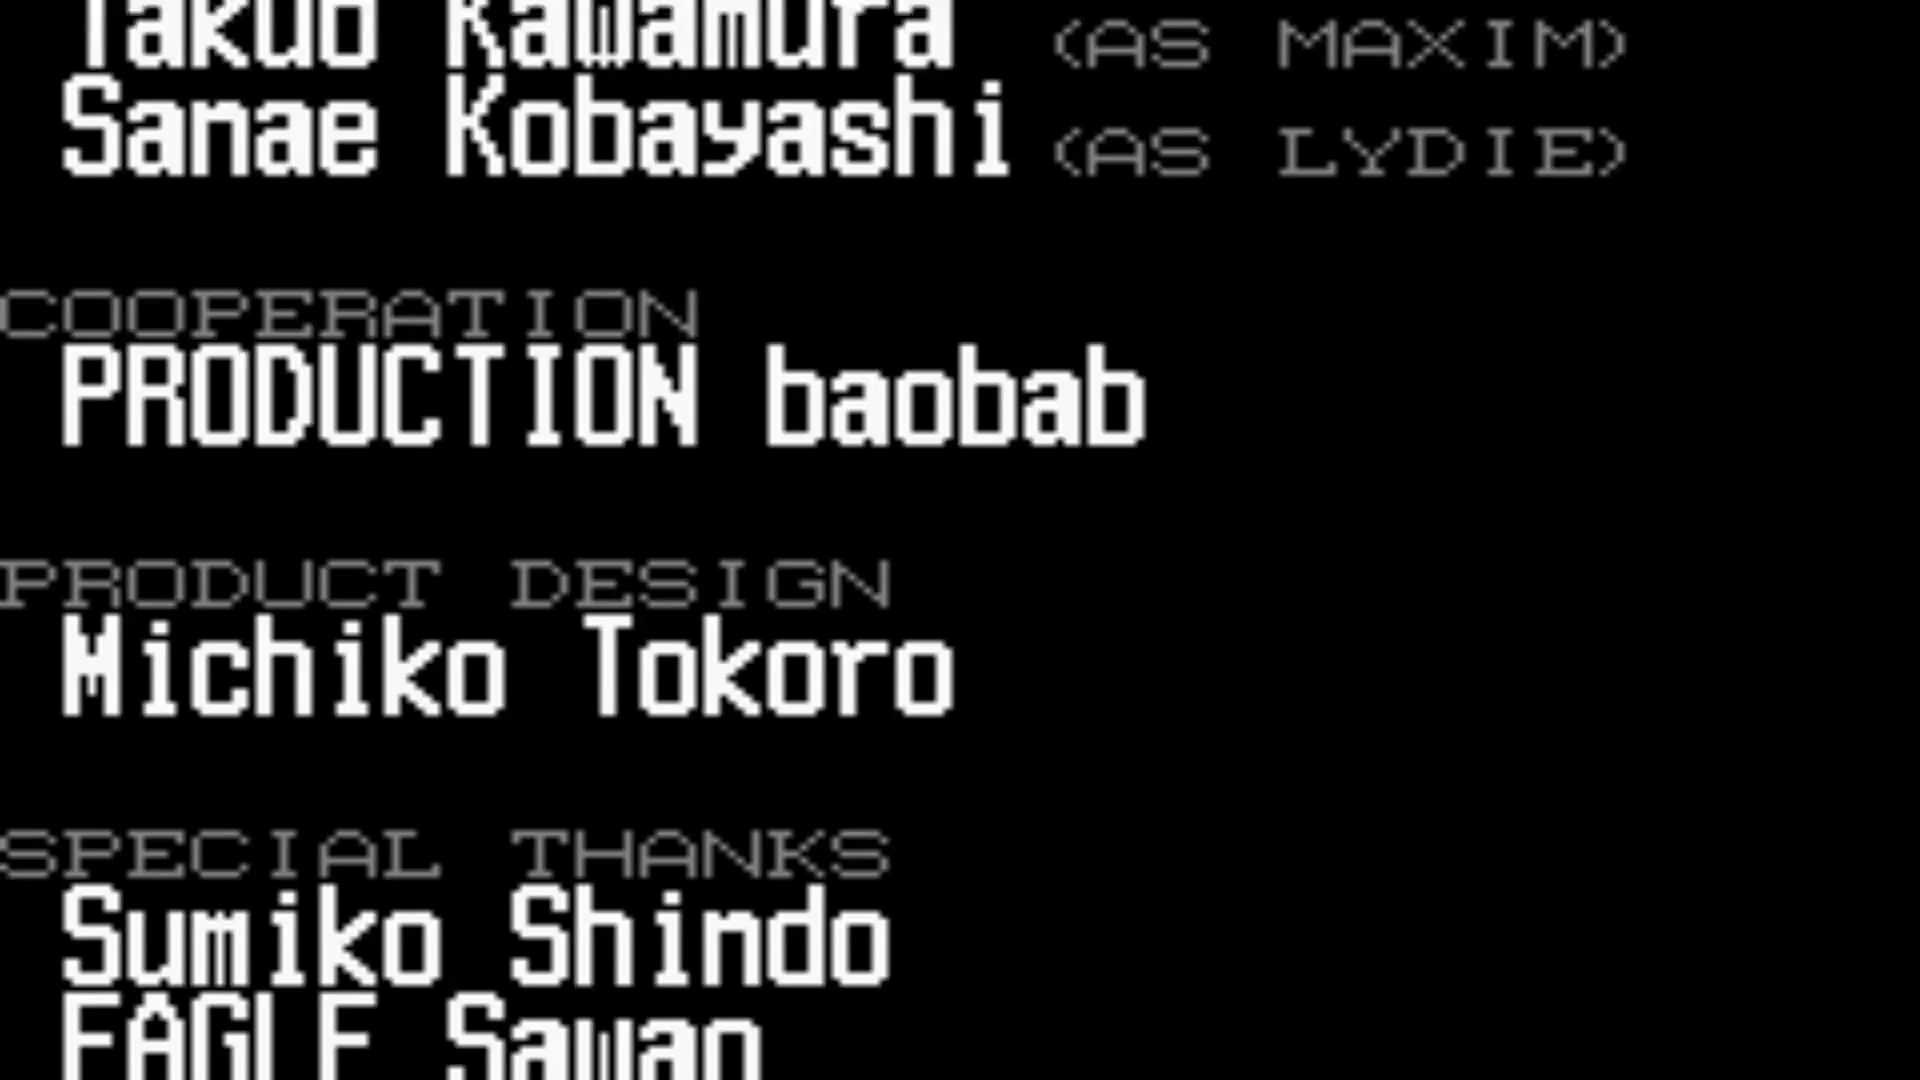 Takuo Kawamura (AS MAXIM)
Sanae Kobayashi (AS LYDIE)
COOPERATION
PRODUCTION baobab
PRODUCT DESIGN
Michiko Tokoro
SPECIAL THANKS
Sumiko Shindo
EAGLE Sawao